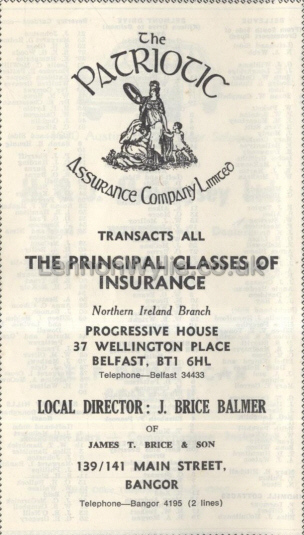 The
PATRIOTIC
ASSURANCE COMPANY LIMITED
TRANSACTS ALL
THE PRINCIPAL CLASSES OF
INSURANCE
Northern Ireland Branch
PROGRESSIVE HOUSE
37 WELLINGTON PLACE
BELFAST, BT1 6HL
Telephone—Belfast 34433
LOCAL DIRECTOR: J. BRICE BALMER
OF
JAMES T. BRICE & SON
139/141 MAIN STREET,
BANGOR
Telephone—Bangor 4195 (2 lines)